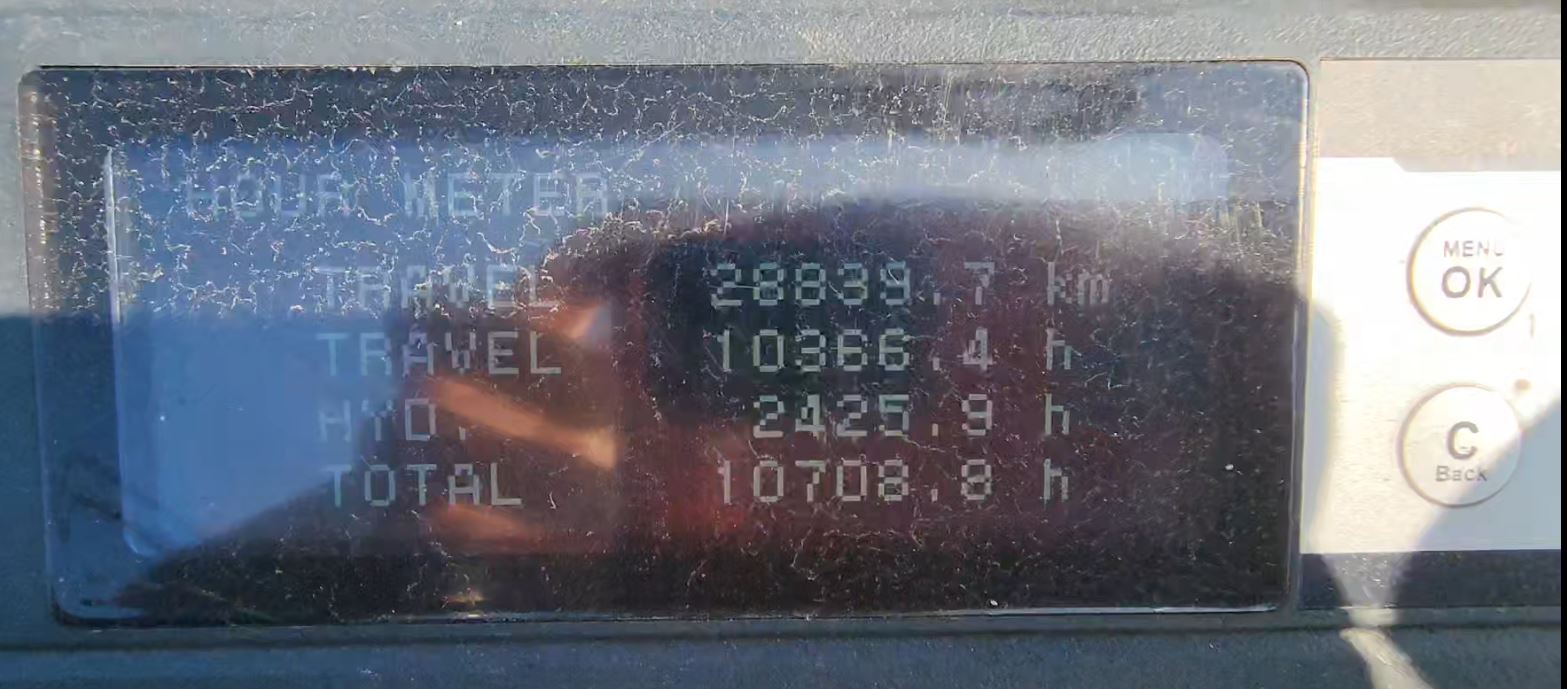 HOUR METER
TRAVEL 28839.7 km
TRAVEL 10366.4 h
HYD. 2425.9 h
TOTAL 10708.8 h
MENU
OK
C
Back